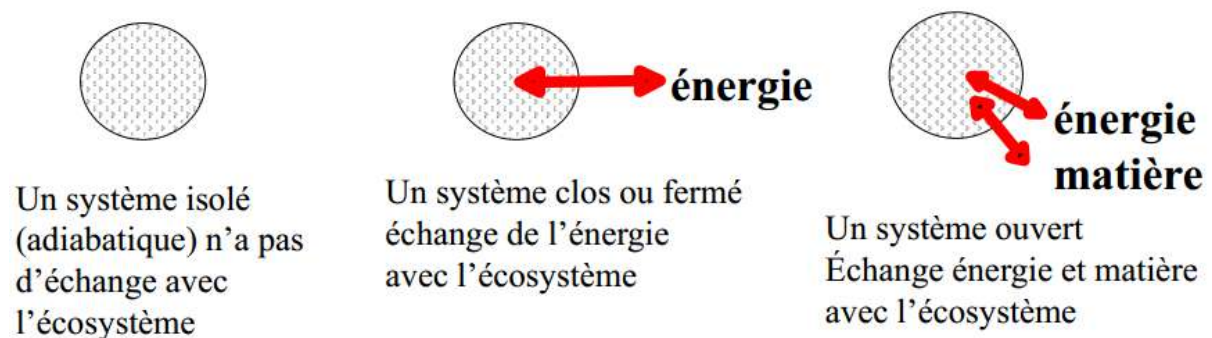 Un système isolé
(adiabatique) n’a pas
d’échange avec
l’écosystème
énergie
Un système clos ou fermé
échange de l’énergie
avec l’écosystème
énergie
matière
Un système ouvert
Échange énergie et matière
avec l’écosystème